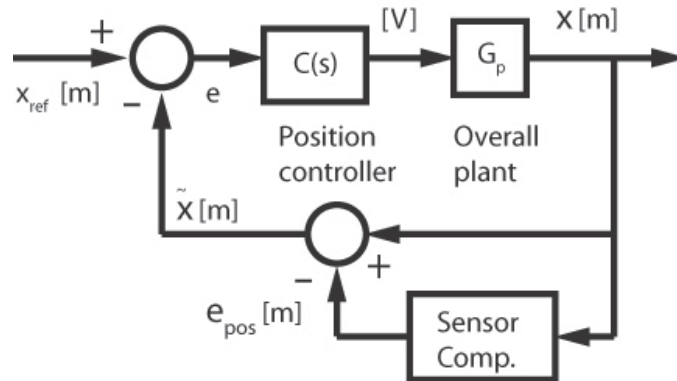 [V]
X [m]
+
C(s)
G_p
x_ref [m]
-
e
Position
controller
Overall
plant
x̃ [m]
+
-
e_pos [m]
Sensor
Comp.